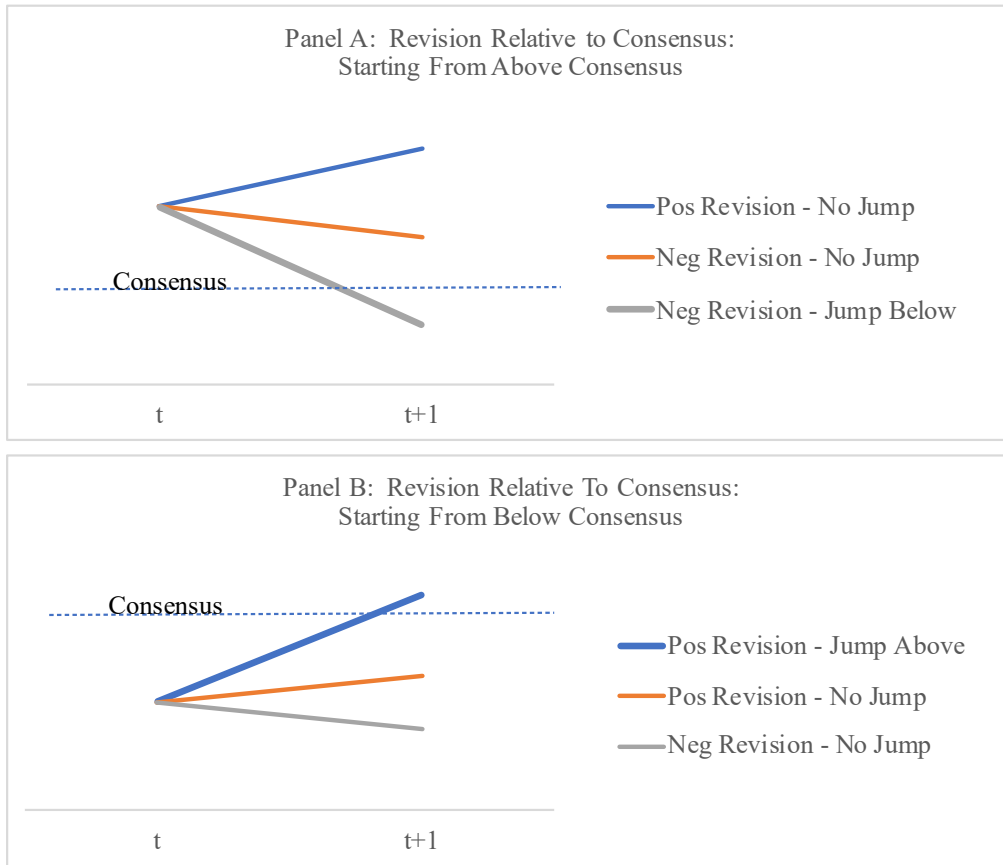 Panel A:  Revision Relative to Consensus:
Starting From Above Consensus
Pos Revision - No Jump
Neg Revision - No Jump
Consensus
Neg Revision - Jump Below
t
t+1
Panel B:  Revision Relative To Consensus:
Starting From Below Consensus
Consensus
Pos Revision - Jump Above
Pos Revision - No Jump
Neg Revision - No Jump
t
t+1